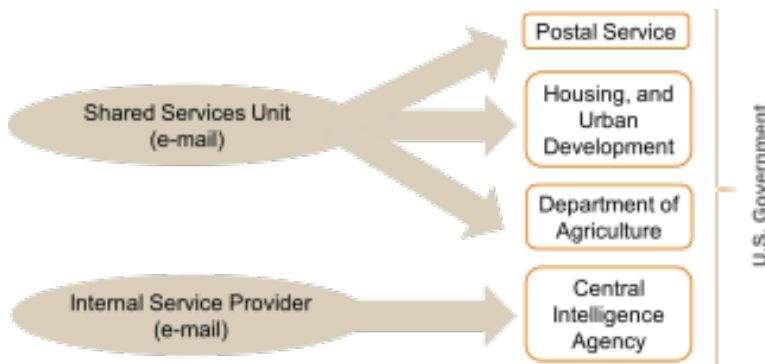 Postal Service
Shared Services Unit
(e-mail)
Housing, and
Urban
Development
Department of
Agriculture
Internal Service Provider
(e-mail)
Central
Intelligence
Agency
U.S. Government